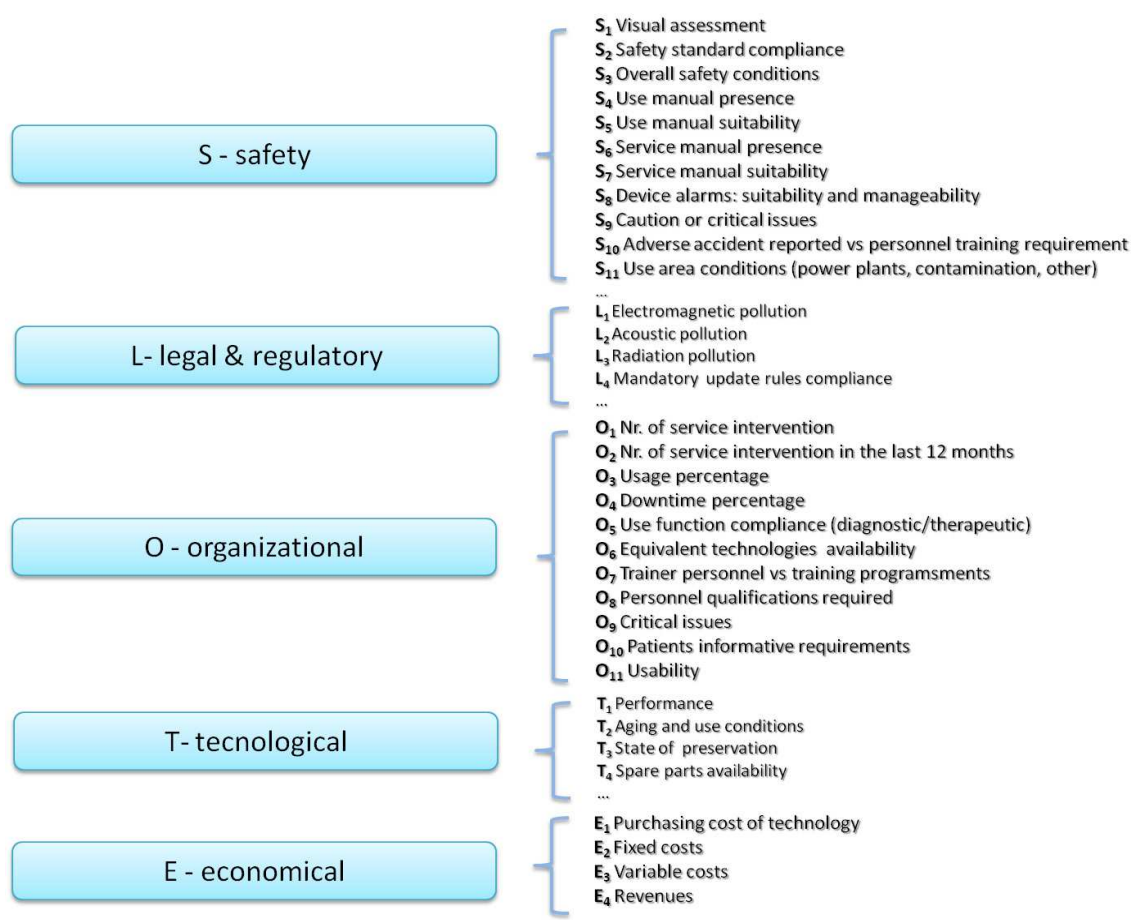 S - safety
S1 Visual assessment
S2 Safety standard compliance
S3 Overall safety conditions
S4 Use manual presence
S5 Use manual suitability
S6 Service manual presence
S7 Service manual suitability
S8 Device alarms: suitability and manageability
S9 Caution or critical issues
S10 Adverse accident reported vs personnel training requirement
S11 Use area conditions (power plants, contamination, other)
...
L- legal & regulatory
L1 Electromagnetic pollution
L2 Acoustic pollution
L3 Radiation pollution
L4 Mandatory update rules compliance
...
O - organizational
O1 Nr. of service intervention
O2 Nr. of service intervention in the last 12 months
O3 Usage percentage
O4 Downtime percentage
O5 Use function compliance (diagnostic/therapeutic)
O6 Equivalent technologies availability
O7 Trainer personnel vs training programsments
O8 Personnel qualifications required
O9 Critical issues
O10 Patients informative requirements
O11 Usability
T- tecnological
T1 Performance
T2 Aging and use conditions
T3 State of preservation
T4 Spare parts availability
...
E - economical
E1 Purchasing cost of technology
E2 Fixed costs
E3 Variable costs
E4 Revenues